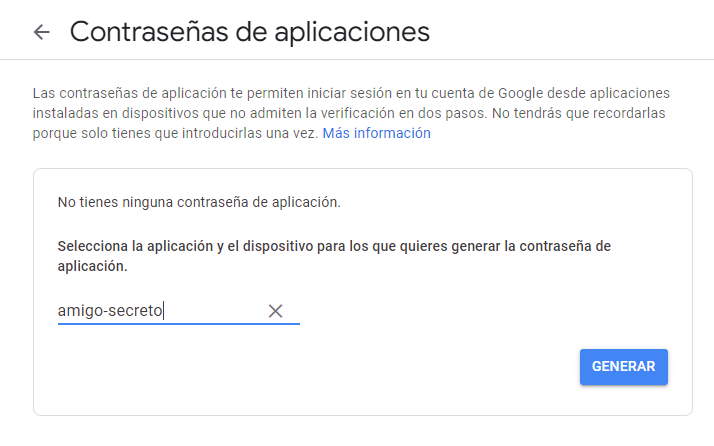 Contraseñas de aplicaciones
Las contraseñas de aplicación te permiten iniciar sesión en tu cuenta de Google desde aplicaciones
instaladas en dispositivos que no admiten la verificación en dos pasos. No tendrás que recordarlas
porque solo tienes que introducirlas una vez. Más información
No tienes ninguna contraseña de aplicación.
Selecciona la aplicación y el dispositivo para los que quieres generar la contraseña de
aplicación.
amigo-secreto
GENERAR